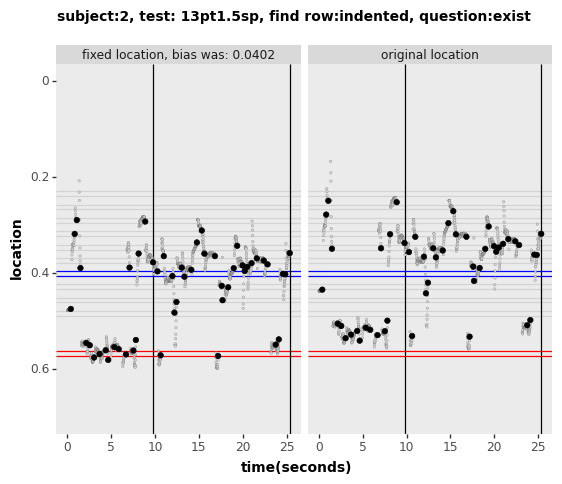 subject:2, test: 13pt1.5sp, find row:indented, question:exist
fixed location, bias was: 0.0402
original location
0
0.2
0.4
0.6
location
0 5 10 15 20 25
0 5 10 15 20 25
time(seconds)